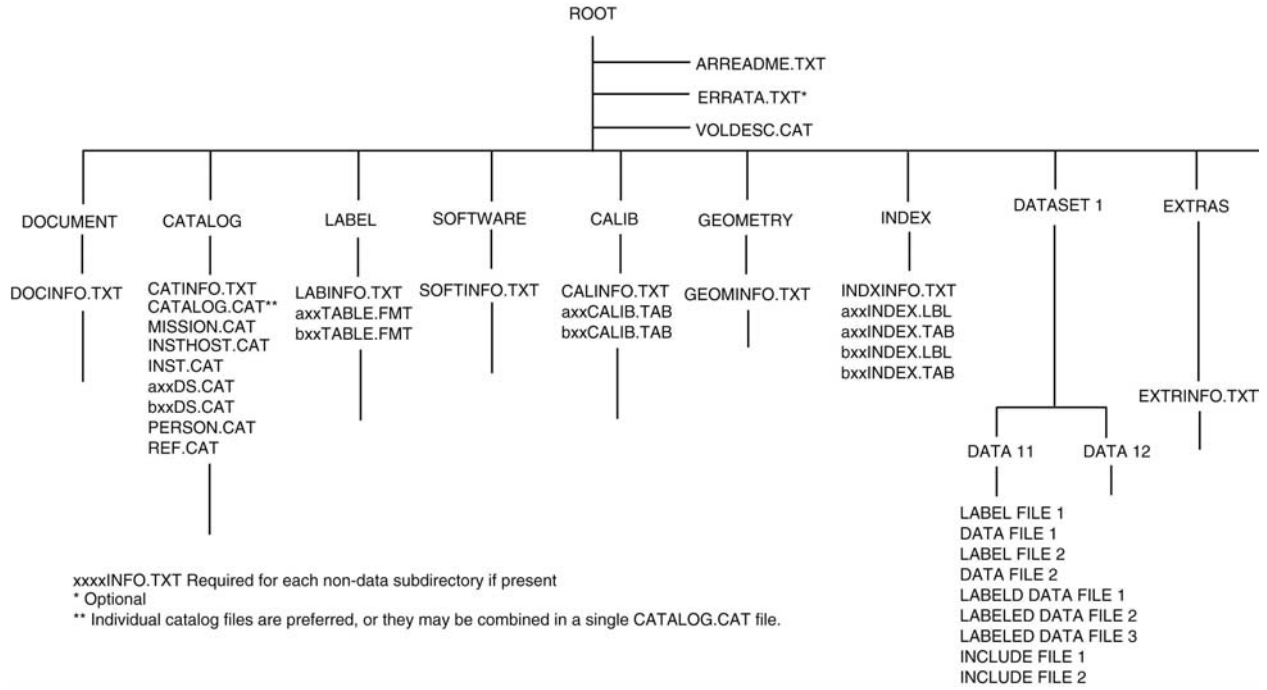 ROOT
ARREADME.TXT
ERRATA.TXT*
VOLDESC.CAT
DOCUMENT
CATALOG
LABEL
SOFTWARE
CALIB
GEOMETRY
INDEX
DATASET 1
EXTRAS
DOCINFO.TXT
CATINFO.TXT
CATALOG.CAT**
MISSION.CAT
INSTHOST.CAT
INST.CAT
axxDS.CAT
bxxDS.CAT
PERSON.CAT
REF.CAT
LABINFO.TXT
axxTABLE.FMT
bxxTABLE.FMT
SOFTINFO.TXT
CALINFO.TXT
axxCALIB.TAB
bxxCALIB.TAB
GEOMINFO.TXT
INDXINFO.TXT
axxINDEX.LBL
axxINDEX.TAB
bxxINDEX.LBL
bxxINDEX.TAB
EXTRINFO.TXT
DATA 11
DATA 12
LABEL FILE 1
DATA FILE 1
LABEL FILE 2
DATA FILE 2
LABELD DATA FILE 1
LABELED DATA FILE 2
LABELED DATA FILE 3
INCLUDE FILE 1
INCLUDE FILE 2
xxxxINFO.TXT Required for each non-data subdirectory if present
* Optional
** Individual catalog files are preferred, or they may be combined in a single CATALOG.CAT file.